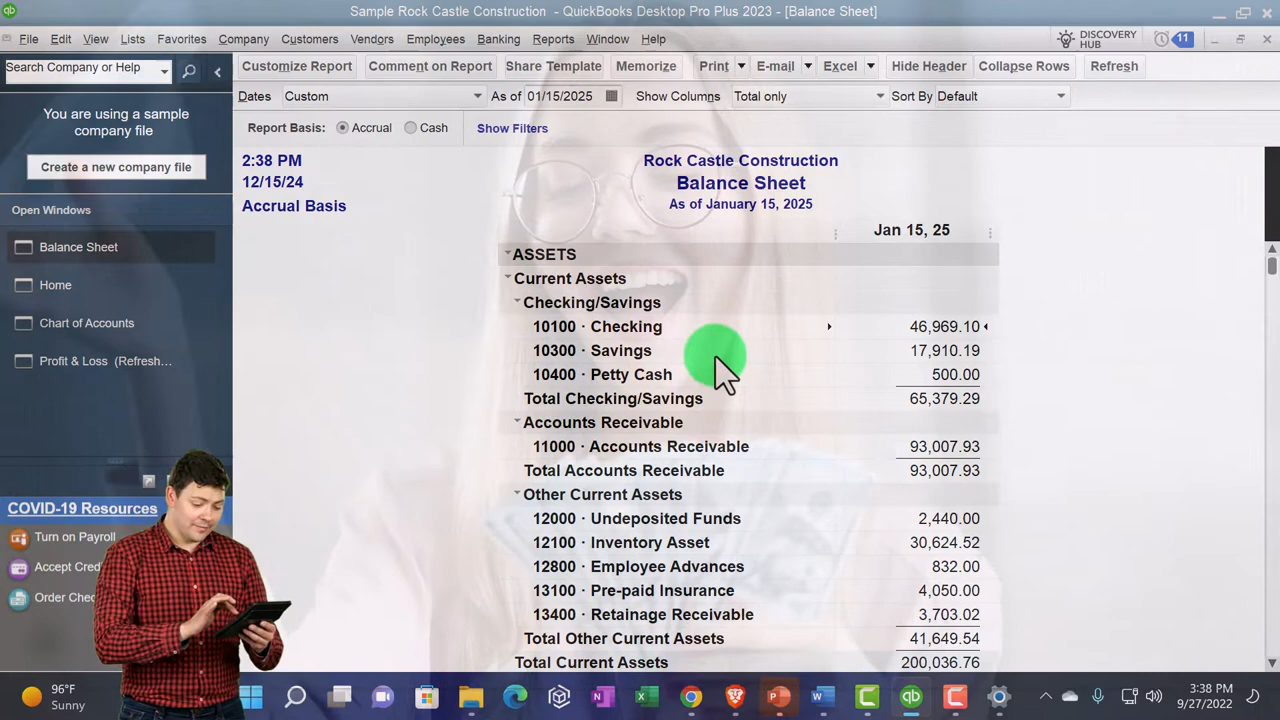 Sample Rock Castle Construction - QuickBooks Desktop Pro Plus 2023 - [Balance Sheet]
File Edit View Lists Favorites Company Customers Vendors Employees Banking Reports Window Help
DISCOVERY HUB 11
Search Company or Help
Customize Report Comment on Report Share Template Memorize Print E-mail Excel Hide Header Collapse Rows Refresh
Dates Custom As of 01/15/2025 Show Columns Total only Sort By Default
Report Basis: Accrual Cash Show Filters
You are using a sample
company file
Create a new company file
Open Windows
Balance Sheet
Home
Chart of Accounts
Profit & Loss (Refresh...
COVID-19 Resources
Turn on Payroll
Accept Cred
Order Che
2:38 PM
12/15/24
Accrual Basis
Rock Castle Construction
Balance Sheet
As of January 15, 2025
Jan 15, 25
ASSETS
Current Assets
Checking/Savings
10100 · Checking 46,969.10
10300 · Savings 17,910.19
10400 · Petty Cash 500.00
Total Checking/Savings 65,379.29
Accounts Receivable
11000 · Accounts Receivable 93,007.93
Total Accounts Receivable 93,007.93
Other Current Assets
12000 · Undeposited Funds 2,440.00
12100 · Inventory Asset 30,624.52
12800 · Employee Advances 832.00
13100 · Pre-paid Insurance 4,050.00
13400 · Retainage Receivable 3,703.02
Total Other Current Assets 41,649.54
Total Current Assets 200,036.76
96°F
Sunny
3:38 PM
9/27/2022